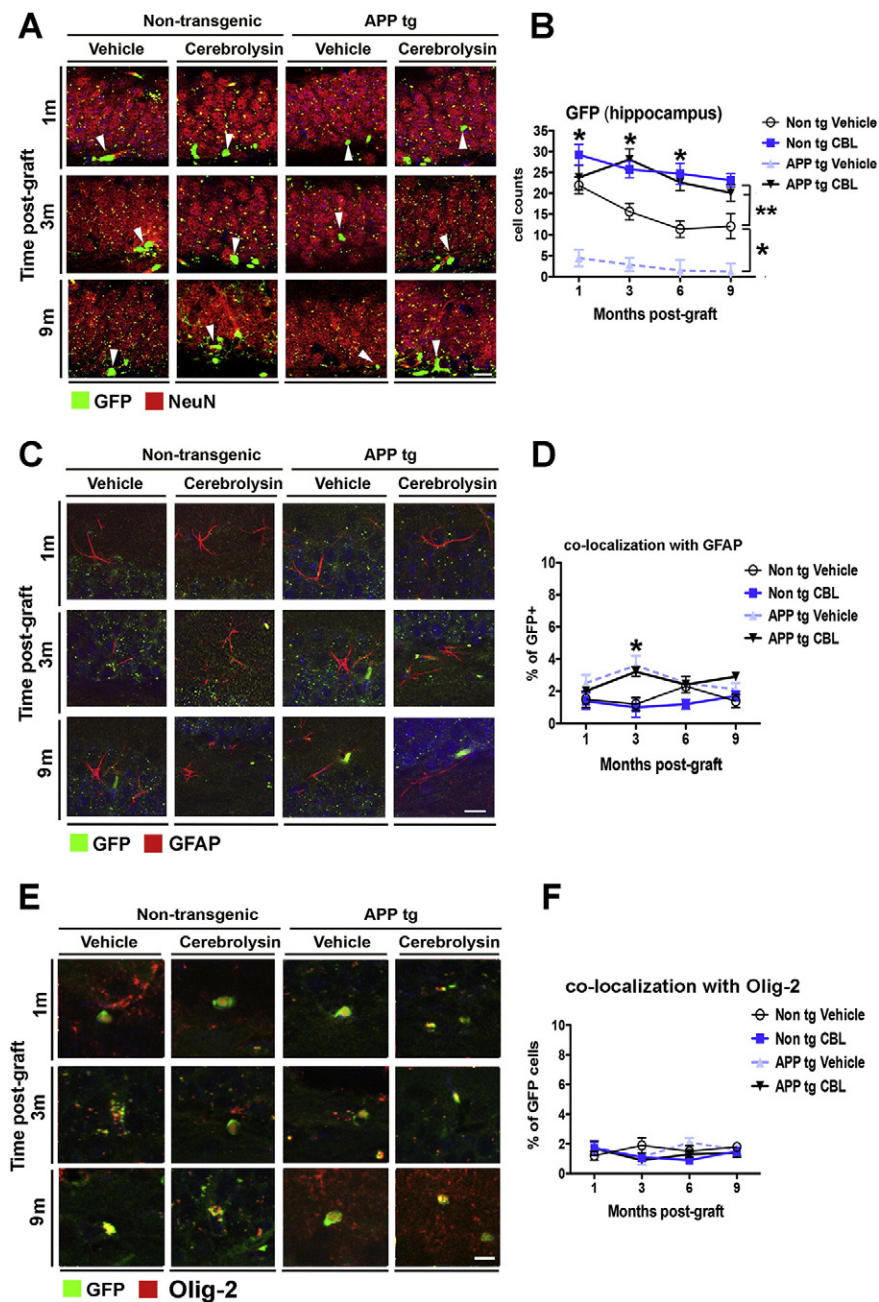 A
Non-transgenic APP tg
Vehicle Cerebrolysin Vehicle Cerebrolysin
Time post-graft
1m
3m
9m
GFP NeuN
B
GFP (hippocampus)
Non tg Vehicle
Non tg CBL
APP Vehicle
APP tg CBL
cell counts
35
30
25
20
15
10
5
0
* * *
**
*
1 3 6 9
Months post-graft
C
Non-transgenic APP tg
Vehicle Cerebrolysin Vehicle Cerebrolysin
Time post-graft
1m
3m
9m
GFP GFAP
D
co-localization with GFAP
Non tg Vehicle
Non tg CBL
APP tg Vehicle
APP tg CBL
% of GFP+
10
8
6
4
2
0
*
1 3 6 9
Months post-graft
E
Non-transgenic APP tg
Vehicle Cerebrolysin Vehicle Cerebrolysin
Time post-graft
1m
3m
9m
GFP Olig-2
F
co-localization with Olig-2
Non tg Vehicle
Non tg CBL
APP tg Vehicle
APP tg CBL
% of GFP cells
10
8
6
4
2
0
1 3 6 9
Months post-graft